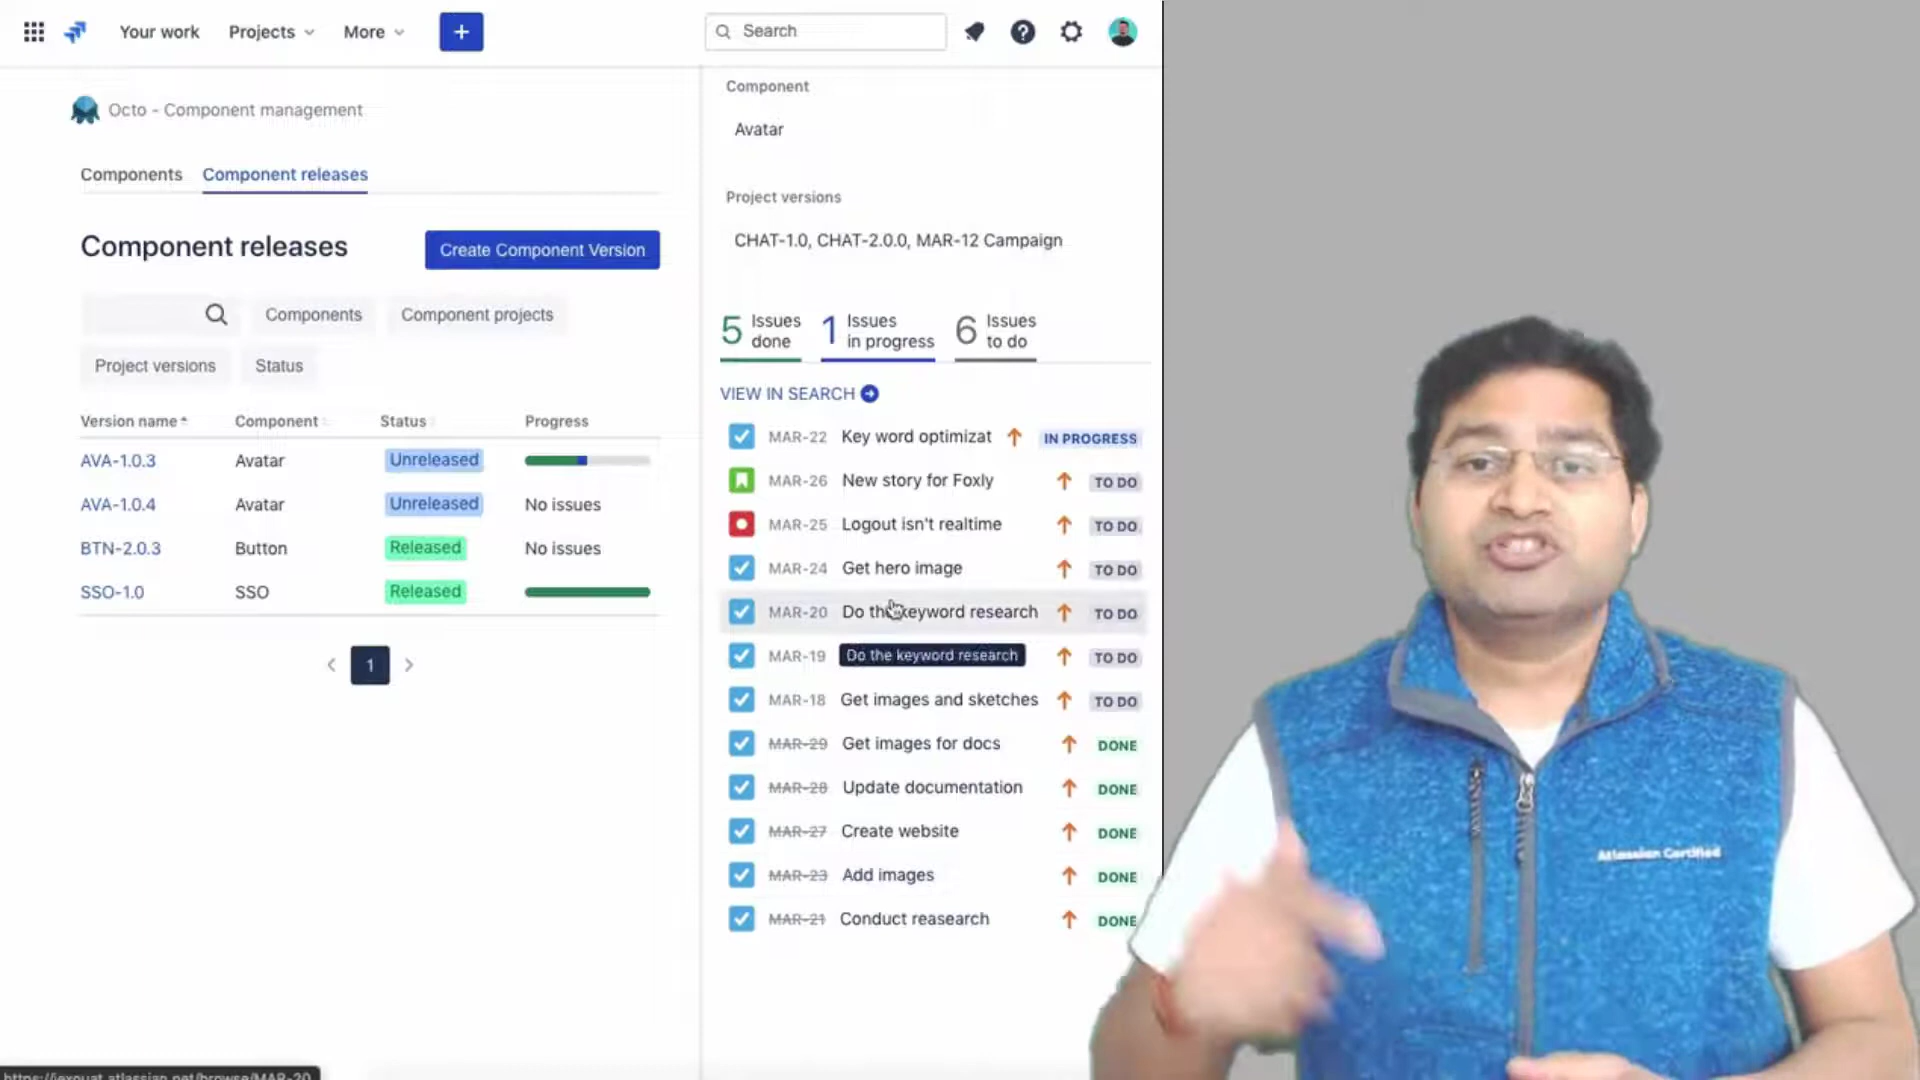 Your work Projects More + Search
Octo - Component management
Components Component releases
Component releases Create Component Version
Components Component projects
Project versions Status
Version name Component Status Progress
AVA-1.0.3 Avatar Unreleased
AVA-1.0.4 Avatar Unreleased No issues
BTN-2.0.3 Button Released No issues
SSO-1.0 SSO Released
1
Component
Avatar
Project versions
CHAT-1.0, CHAT-2.0.0, MAR-12 Campaign
5 Issues done 1 Issues in progress 6 Issues to do
VIEW IN SEARCH
MAR-22 Key word optimizat IN PROGRESS
MAR-26 New story for Foxly TO DO
MAR-25 Logout isn't realtime TO DO
MAR-24 Get hero image TO DO
MAR-20 Do the keyword research TO DO
MAR-19 Do the keyword research TO DO
MAR-18 Get images and sketches TO DO
MAR-29 Get images for docs DONE
MAR-28 Update documentation DONE
MAR-27 Create website DONE
MAR-23 Add images DONE
MAR-21 Conduct reasearch DONE
Atlassian Certified